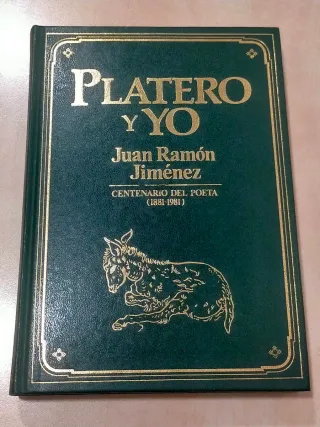 PLATERO
Y YO
Juan Ramón
Jiménez
CENTENARIO DEL POETA
(1881-1981)